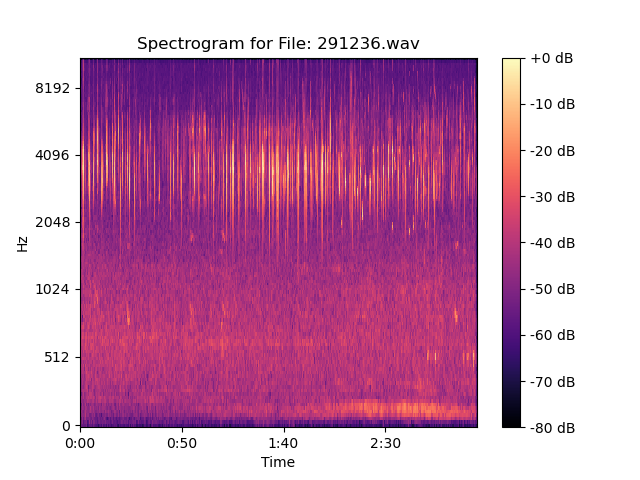 Spectrogram for File: 291236.wav
8192
4096
2048
1024
512
0
Hz
0:00
0:50
1:40
2:30
Time
+0 dB
-10 dB
-20 dB
-30 dB
-40 dB
-50 dB
-60 dB
-70 dB
-80 dB